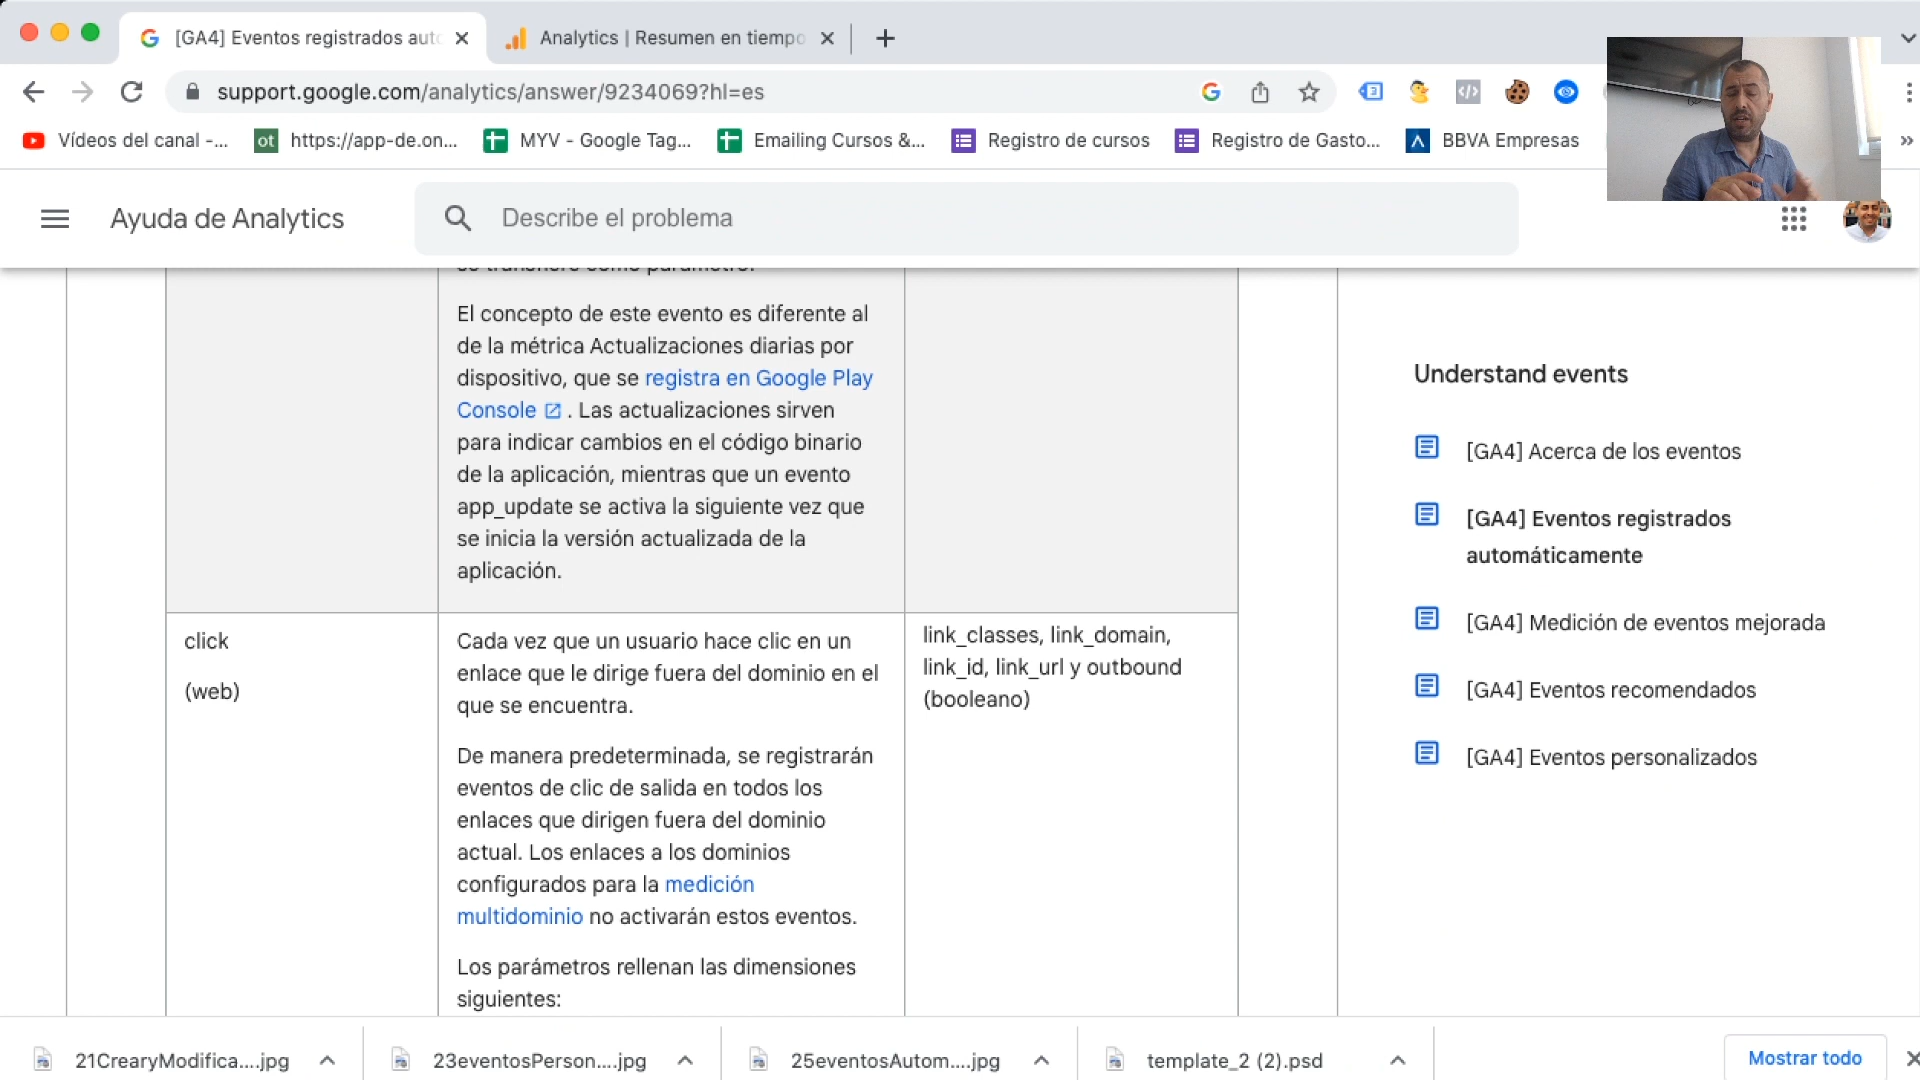 [GA4] Eventos registrados auto
Analytics | Resumen en tiempo
support.google.com/analytics/answer/9234069?hl=es
Vídeos del canal -...
ot
https://app-de.on...
MYV - Google Tag...
Emailing Cursos &...
Registro de cursos
Registro de Gasto...
BBVA Empresas
Ayuda de Analytics
Describe el problema
se transfiere como parámetro.
El concepto de este evento es diferente al
de la métrica Actualizaciones diarias por
dispositivo, que se registra en Google Play
Console . Las actualizaciones sirven
para indicar cambios en el código binario
de la aplicación, mientras que un evento
app_update se activa la siguiente vez que
se inicia la versión actualizada de la
aplicación.
click
(web)
Cada vez que un usuario hace clic en un
enlace que le dirige fuera del dominio en el
que se encuentra.
De manera predeterminada, se registrarán
eventos de clic de salida en todos los
enlaces que dirigen fuera del dominio
actual. Los enlaces a los dominios
configurados para la medición
multidominio no activarán estos eventos.
Los parámetros rellenan las dimensiones
siguientes:
link_classes, link_domain,
link_id, link_url y outbound
(booleano)
Understand events
[GA4] Acerca de los eventos
[GA4] Eventos registrados
automáticamente
[GA4] Medición de eventos mejorada
[GA4] Eventos recomendados
[GA4] Eventos personalizados
21CrearyModifica....jpg
23eventosPerson....jpg
25eventosAutom....jpg
template_2 (2).psd
Mostrar todo